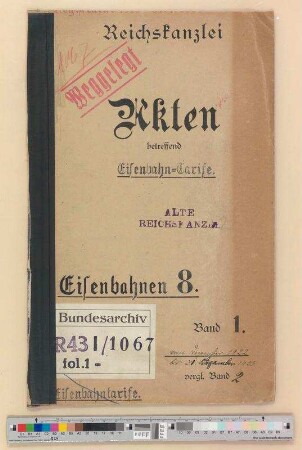 Reichskanzlei
Weggelegt
Akten
betreffend
Eisenbahn=Tarife.
ALTE
REICHSKANZLEI
Eisenbahnen 8.
Bundesarchiv
R43I/1067
fol.1-
Band 1.
vergl. Band 2
Eisenbahntarife.